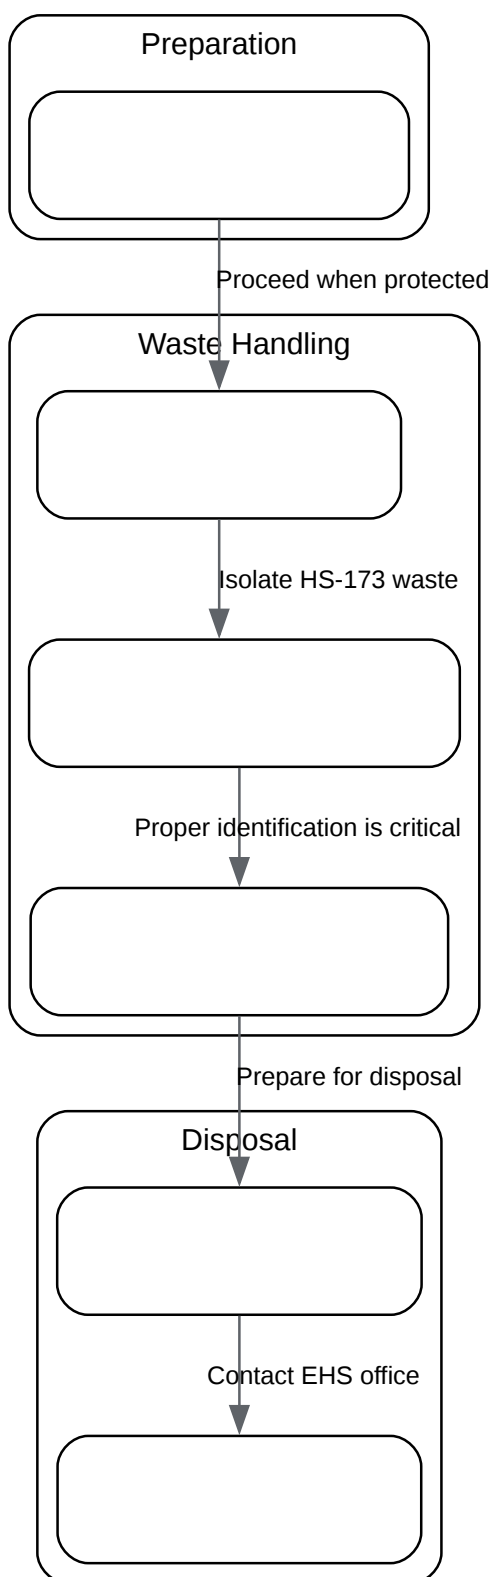 Preparation
Proceed when protected
Waste Handling
Isolate HS-173 waste
Proper identification is critical
Prepare for disposal
Disposal
Contact EHS office